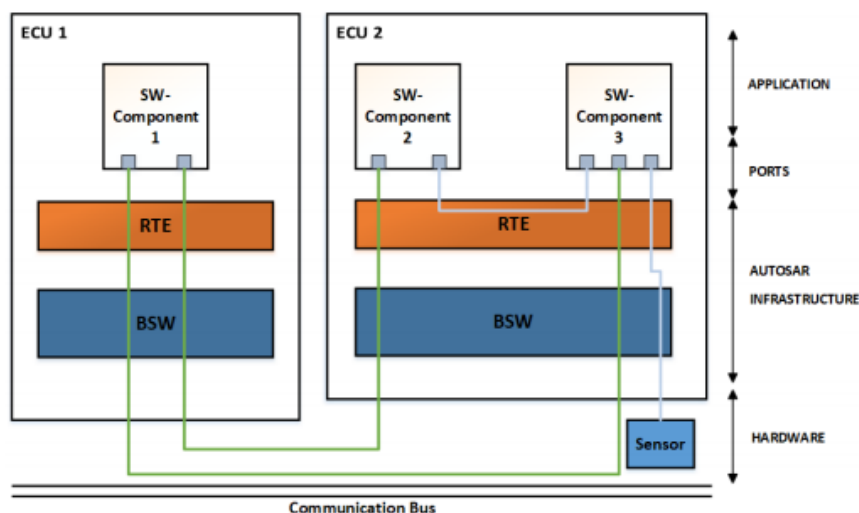 ECU 1
ECU 2
SW-
Component
1
SW-
Component
2
SW-
Component
3
APPLICATION
PORTS
RTE
RTE
AUTOSAR
INFRASTRUCTURE
BSW
BSW
Sensor
HARDWARE
Communication Bus